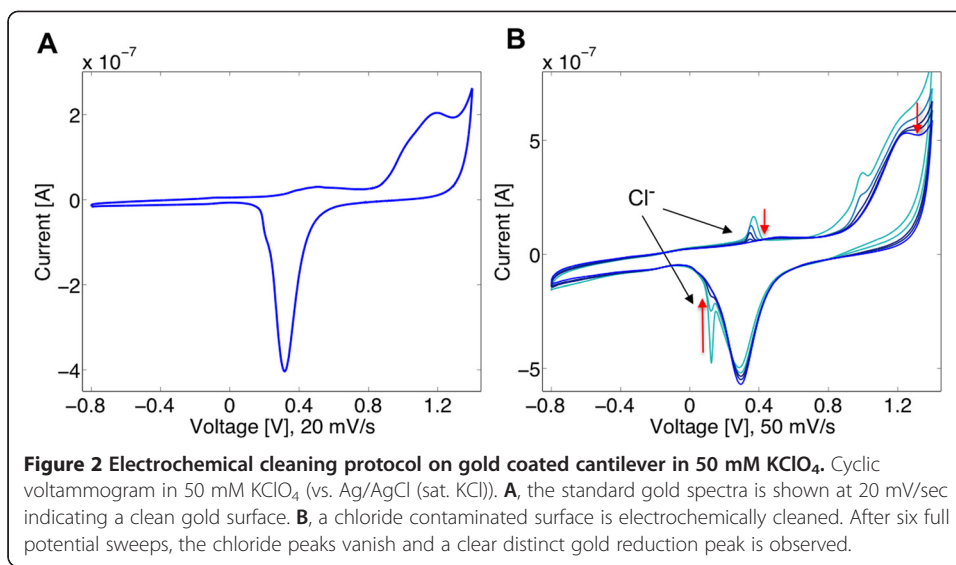 A
B
x 10⁻⁷
x 10⁻⁷
2
0
−2
−4
Current [A]
−0.8 −0.4 0 0.4 0.8 1.2
Voltage [V], 20 mV/s
5
0
−5
Current [A]
Cl⁻
−0.8 −0.4 0 0.4 0.8 1.2
Voltage [V], 50 mV/s
Figure 2 Electrochemical cleaning protocol on gold coated cantilever in 50 mM KClO₄. Cyclic
voltammogram in 50 mM KClO₄ (vs. Ag/AgCl (sat. KCl)). A, the standard gold spectra is shown at 20 mV/sec
indicating a clean gold surface. B, a chloride contaminated surface is electrochemically cleaned. After six full
potential sweeps, the chloride peaks vanish and a clear distinct gold reduction peak is observed.